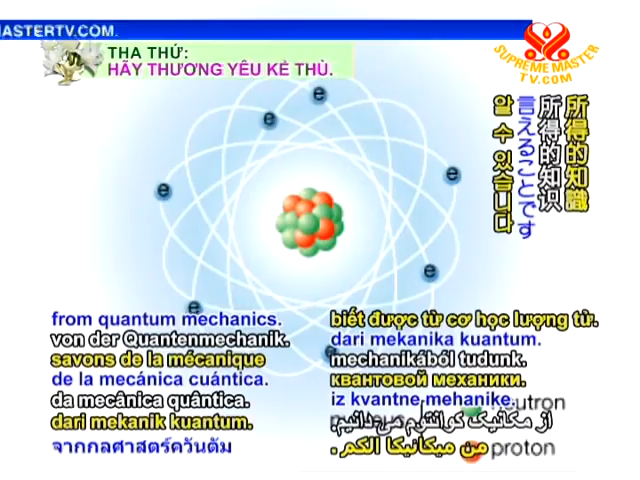 MASTERTV.COM.
THA THỨ:
HÃY THƯƠNG YÊU KẺ THÙ.
SUPREME MASTER
TV.COM
e
e
e
e
e
e
所得的知識
所得的知识
言えることです
알 수 있습니다
from quantum mechanics.
von der Quantenmechanik.
savons de la mécanique
de la mecánica cuántica.
da mecânica quântica.
dari mekanik kuantum.
จากกลศาสตร์ควันตัม
biết được từ cơ học lượng tử.
dari mekanika kuantum.
mechanikából tudunk.
квантовой механики.
iz kvantne mehanike.
از مکانیک کوانتوم می‌دانیم.
من ميكانيكا الكم.
neutron
proton